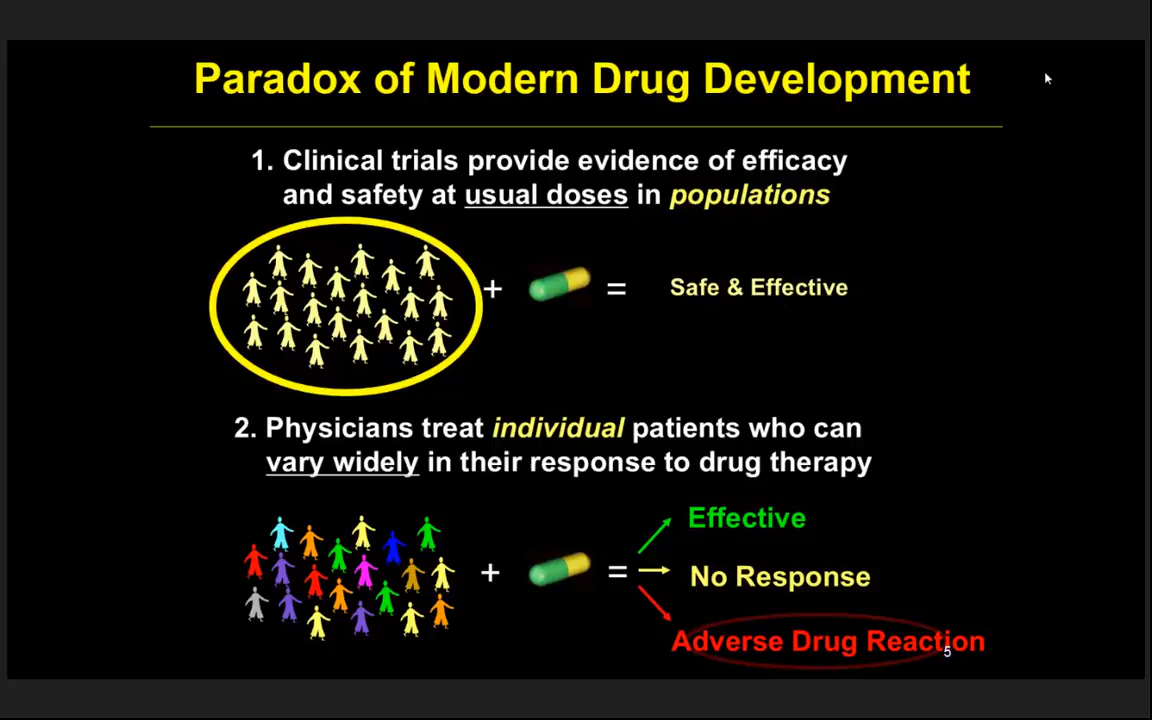 Paradox of Modern Drug Development
1. Clinical trials provide evidence of efficacy
and safety at usual doses in populations
+ = Safe & Effective
2. Physicians treat individual patients who can
vary widely in their response to drug therapy
Effective
+ = No Response
Adverse Drug Reaction
5